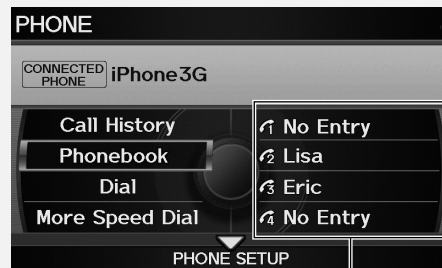 PHONE
CONNECTED
PHONE
iPhone3G
Call History
Phonebook
Dial
More Speed Dial
1 No Entry
2 Lisa
3 Eric
4 No Entry
PHONE SETUP